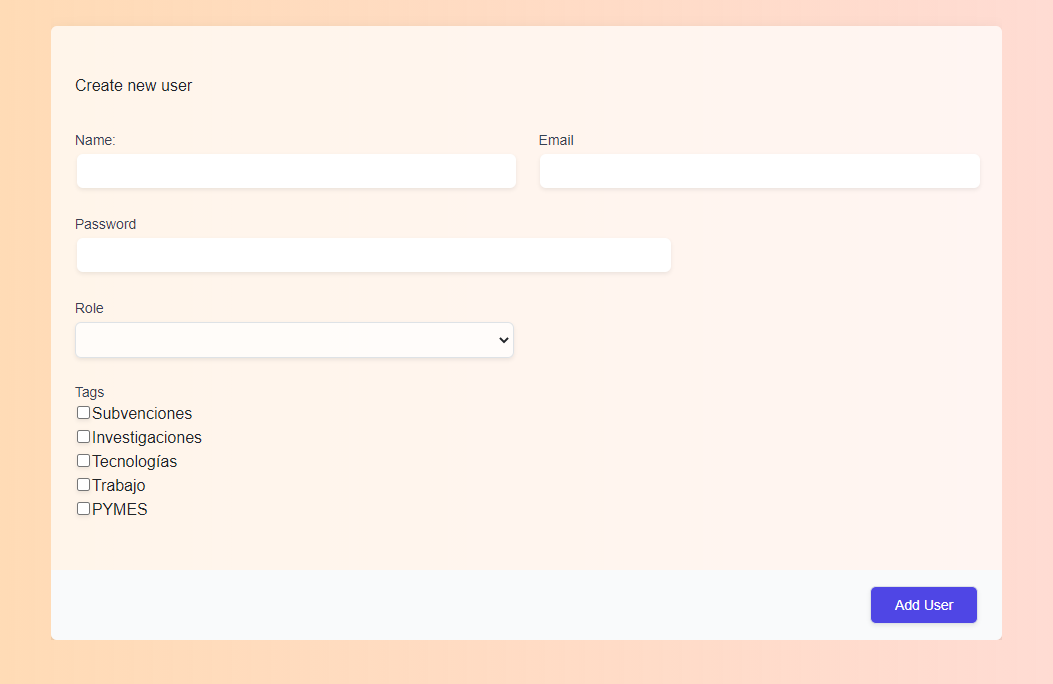 Create new user
Name:
Email
Password
Role
Tags
Subvenciones
Investigaciones
Tecnologías
Trabajo
PYMES
Add User